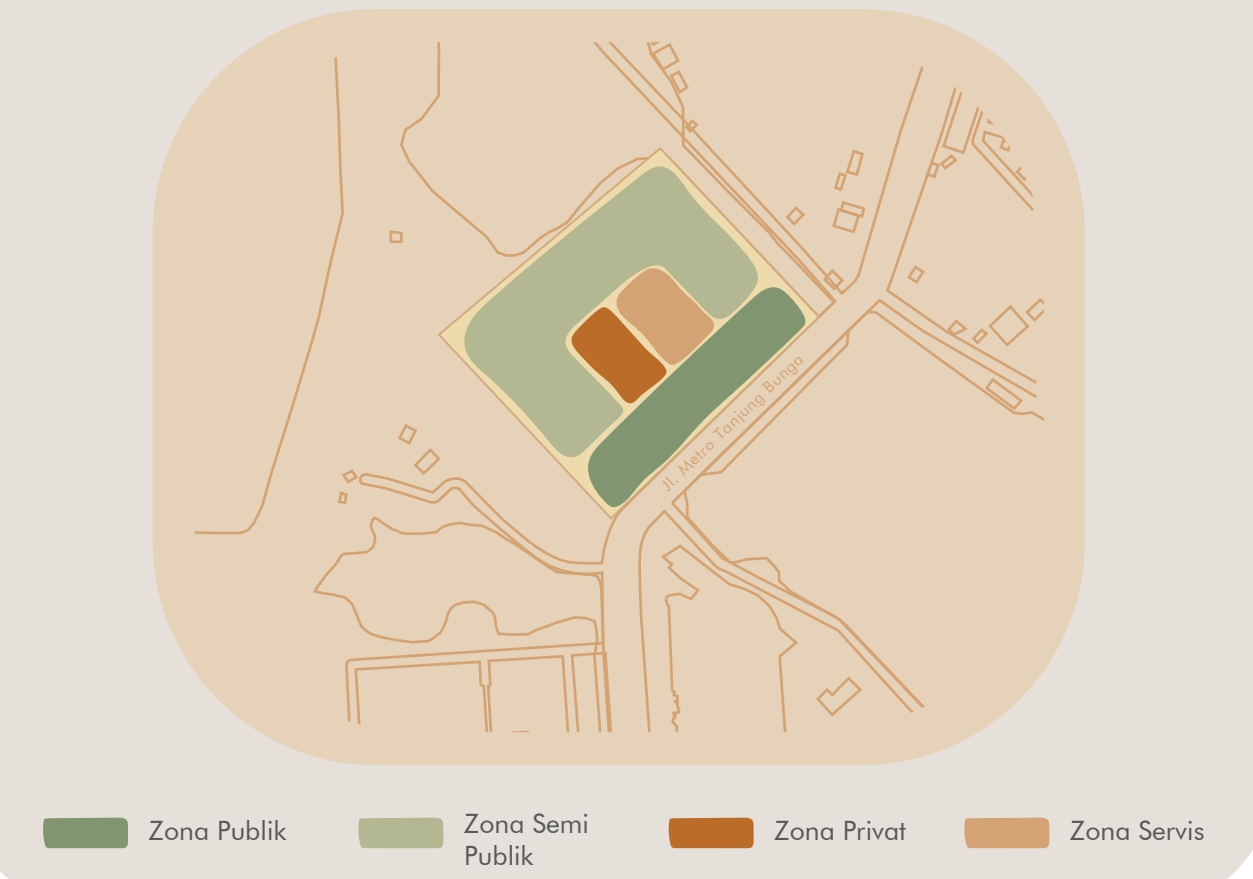 Jl. Metro Tanjung Bunga
Zona Publik
Zona Semi
Publik
Zona Privat
Zona Servis